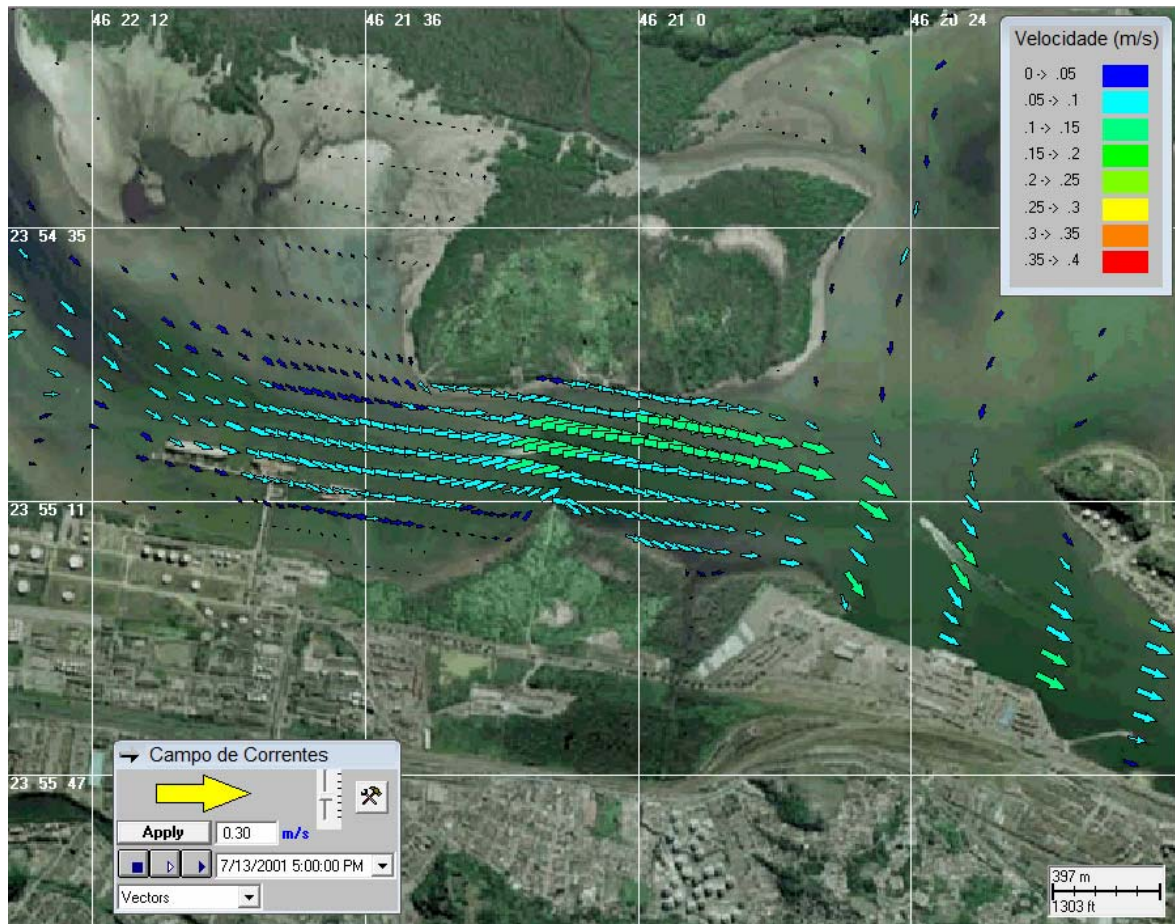 46 22 12
46 21 36
46 21 0
46 20 24
Velocidade (m/s)
0 -> .05
.05 -> .1
.1 -> .15
.15 -> .2
.2 -> .25
.25 -> .3
.3 -> .35
.35 -> .4
23 54 35
23 55 11
23 55 47
Campo de Correntes
Apply 0.30 m/s
7/13/2001 5:00:00 PM
Vectors
397 m
1303 ft